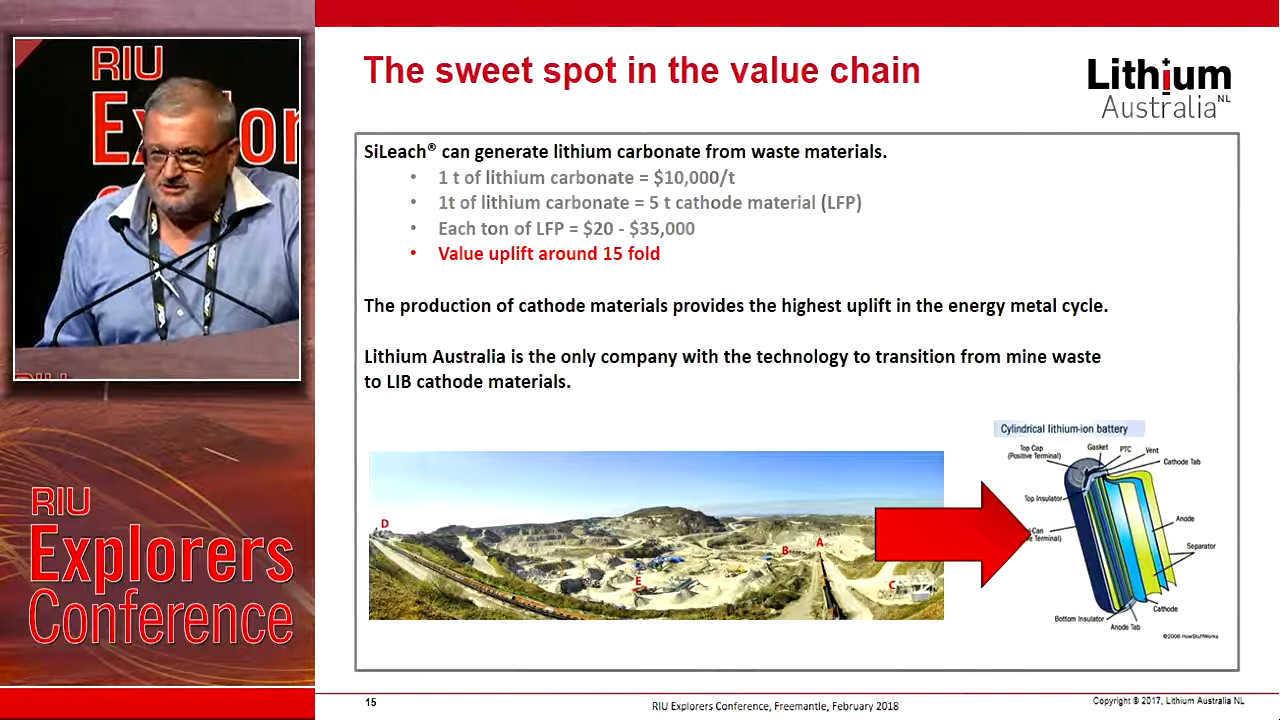 RIU
Explor
RIU
Explorers
Conference
The sweet spot in the value chain
Lithium
Australia NL
SiLeach® can generate lithium carbonate from waste materials.
• 1 t of lithium carbonate = $10,000/t
• 1t of lithium carbonate = 5 t cathode material (LFP)
• Each ton of LFP = $20 - $35,000
• Value uplift around 15 fold
The production of cathode materials provides the highest uplift in the energy metal cycle.
Lithium Australia is the only company with the technology to transition from mine waste
to LIB cathode materials.
D
E
B
A
C
Cylindrical lithium-ion battery
Top Cap
(Positive Terminal)
Gasket
PTC
Vent
Cathode Tab
Top Insulator
Can
Terminal)
Anode
Separator
Cathode
Bottom Insulator
Anode Tab
©2006 HowStuffWorks
15
RIU Explorers Conference, Freemantle, February 2018
Copyright © 2017, Lithium Australia NL